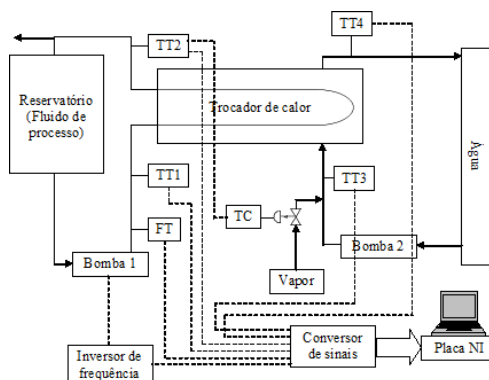 TT4
TT2
Reservatório
(Fluido de
processo)
Trocador de calor
Água
TT1
TT3
TC
FT
Bomba 1
Bomba 2
Vapor
Inversor de
frequência
Conversor
de sinais
Placa NI